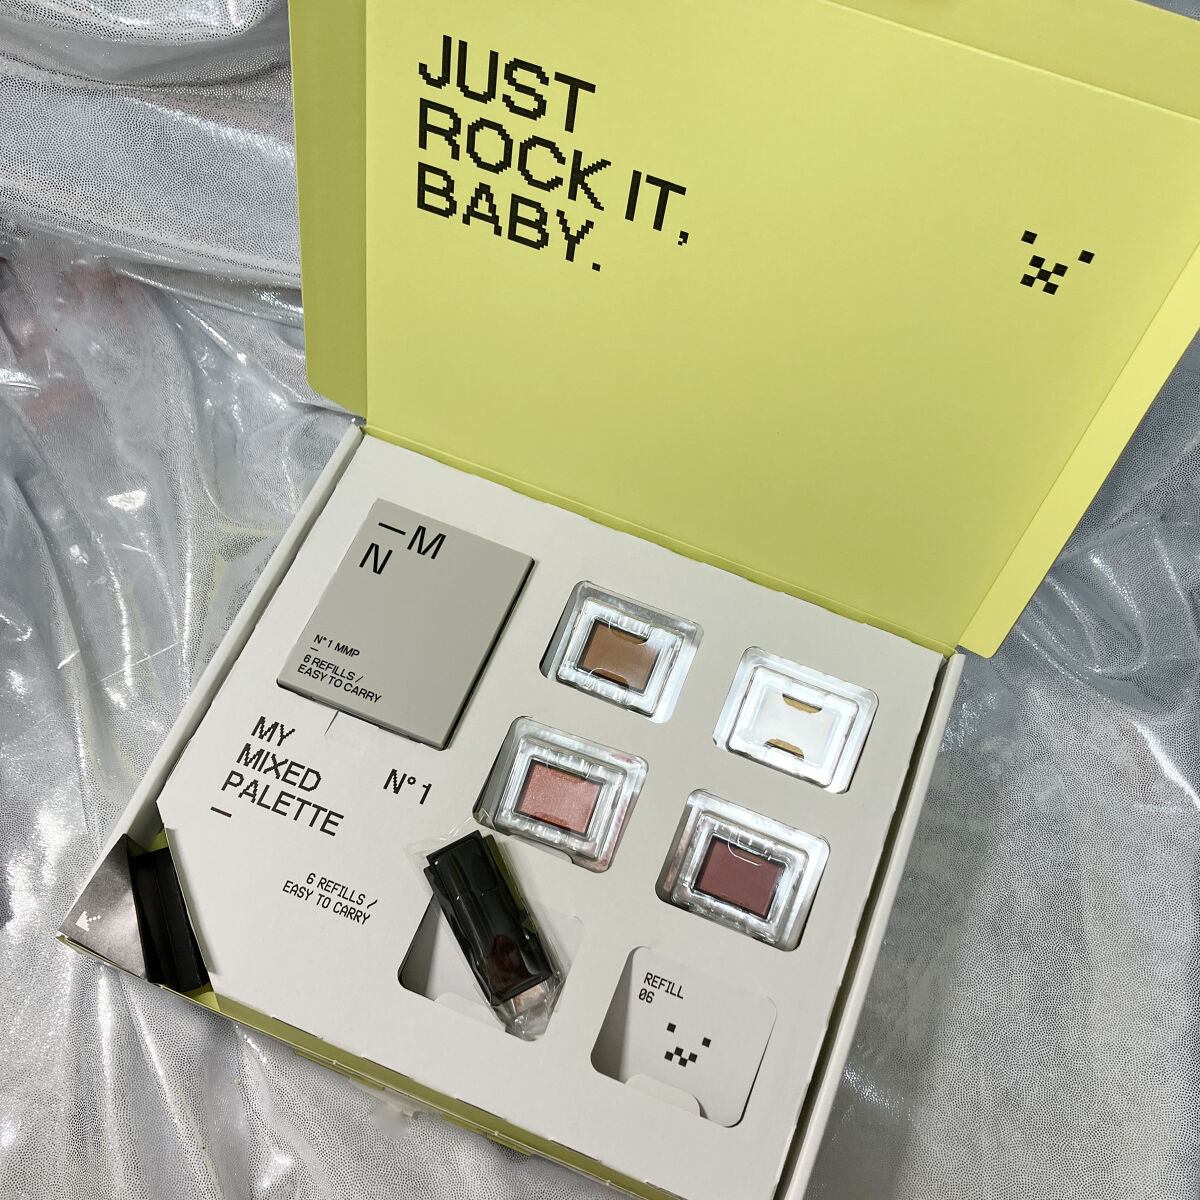 JUST
ROCK IT,
BABY.
—M
N
N°1 MMP
6 REFILLS /
EASY TO CARRY
MY
MIXED
PALETTE
N°1
6 REFILLS /
EASY TO CARRY
REFILL
06